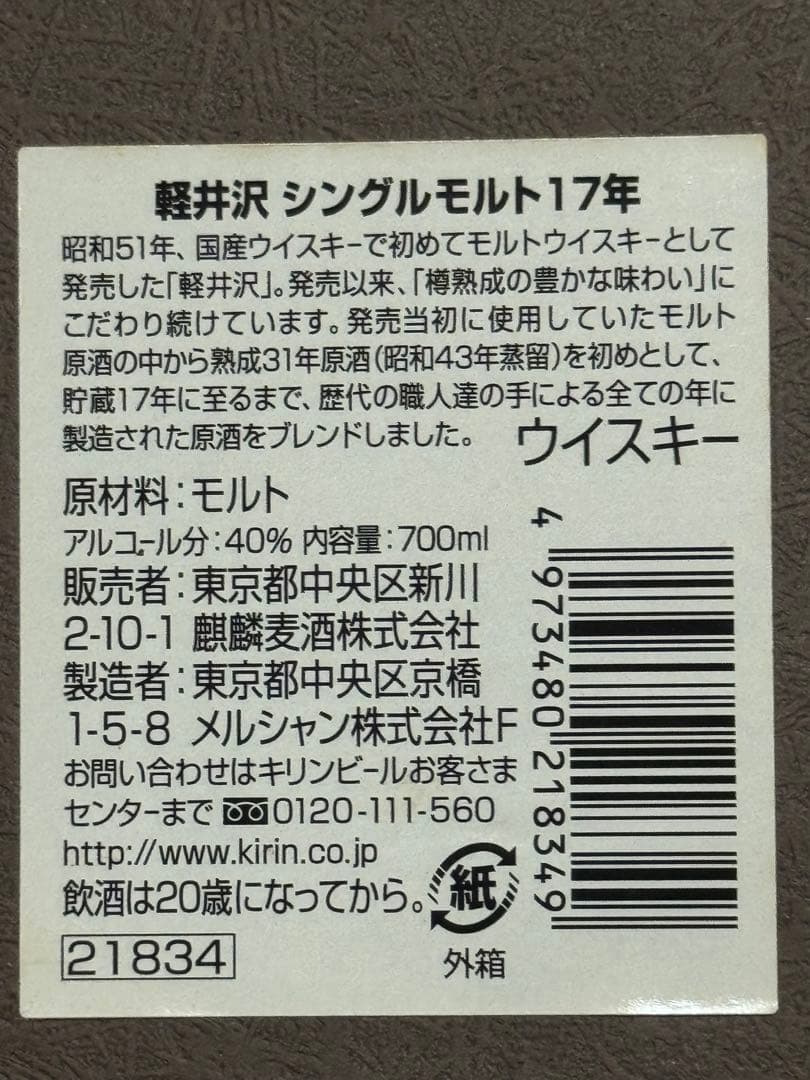 軽井沢 シングルモルト17年
昭和51年、国産ウイスキーで初めてモルトウイスキーとして
発売した「軽井沢」。発売以来、「樽熟成の豊かな味わい」に
こだわり続けています。発売当初に使用していたモルト
原酒の中から熟成31年原酒(昭和43年蒸留)を初めとして、
貯蔵17年に至るまで、歴代の職人達の手による全ての年に
製造された原酒をブレンドしました。
ウイスキー
原材料:モルト
アルコール分:40% 内容量:700ml
販売者:東京都中央区新川
2-10-1 麒麟麦酒株式会社
製造者:東京都中央区京橋
1-5-8 メルシャン株式会社F
お問い合わせはキリンビールお客さま
センターまで 0120-111-560
http://www.kirin.co.jp
飲酒は20歳になってから。
紙
外箱
21834
4 973480 218349